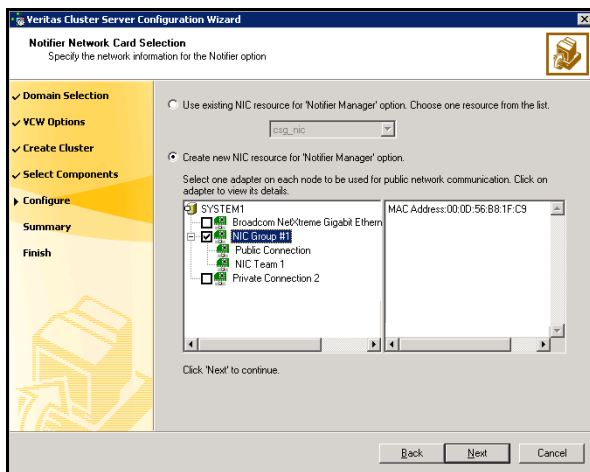 Veritas Cluster Server Configuration Wizard
Notifier Network Card Selection
Specify the network information for the Notifier option
Domain Selection
VCW Options
Create Cluster
Select Components
Configure
Summary
Finish
Use existing NIC resource for 'Notifier Manager' option. Choose one resource from the list.
csg_nic
Create new NIC resource for 'Notifier Manager' option.
Select one adapter on each node to be used for public network communication. Click on
adapter to view its details.
SYSTEM1
Broadcom NetXtreme Gigabit Ethern
NIC Group #1
Public Connection
NIC Team 1
Private Connection 2
MAC Address:00:0D:56:B8:1F:C9
Click 'Next' to continue.
Back
Next
Cancel